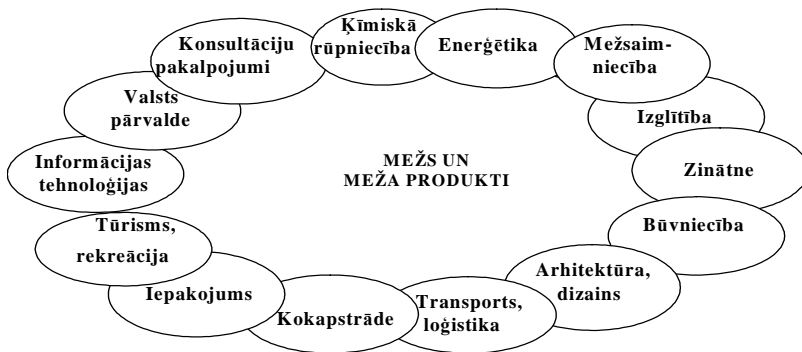 Ķīmiskā
rūpniecība
Enerģētika
Mežsaim-
niecība
Izglītība
Zinātne
Būvniecība
Arhitektūra,
dizains
Transports,
loģistika
Kokapstrāde
Iepakojums
Tūrisms,
rekreācija
Informācijas
tehnoloģijas
Valsts
pārvalde
Konsultāciju
pakalpojumi
MEŽS UN
MEŽA PRODUKTI